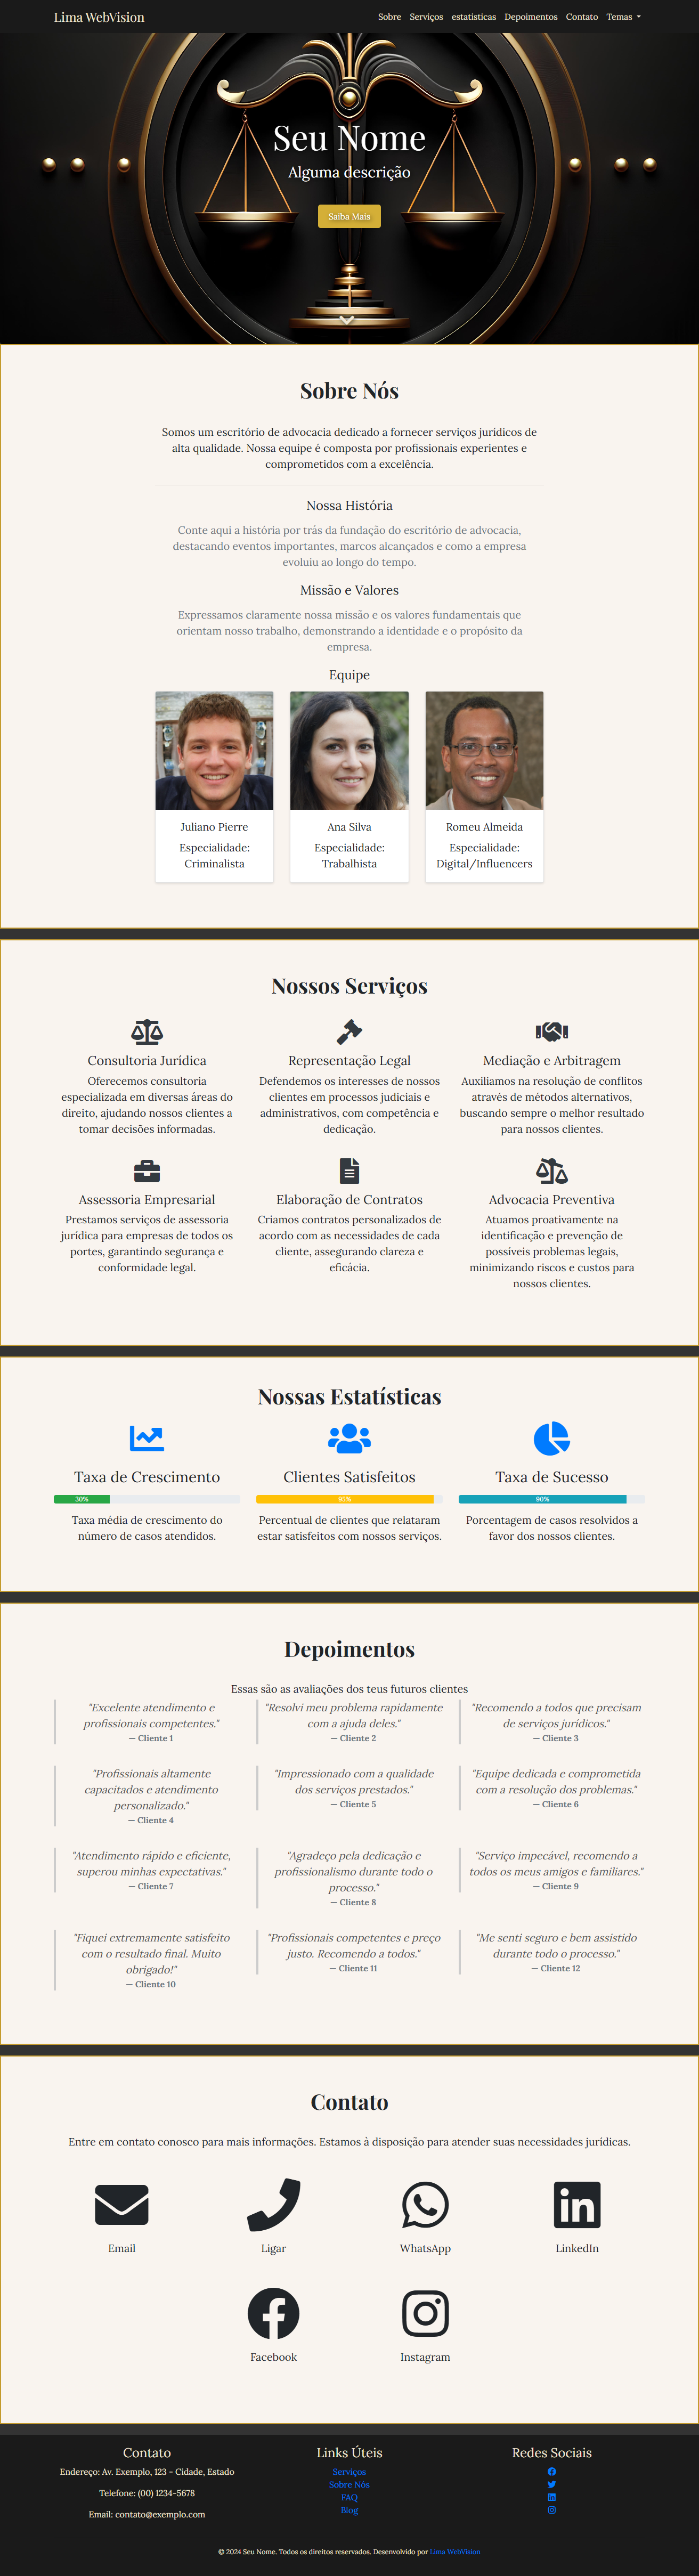 Lima WebVision
Sobre Serviços estatisticas Depoimentos Contato Temas
Seu Nome
Alguma descrição
Saiba Mais
Sobre Nós
Somos um escritório de advocacia dedicado a fornecer serviços jurídicos de
alta qualidade. Nossa equipe é composta por profissionais experientes e
comprometidos com a excelência.
Nossa História
Conte aqui a história por trás da fundação do escritório de advocacia,
destacando eventos importantes, marcos alcançados e como a empresa
evoluiu ao longo do tempo.
Missão e Valores
Expressamos claramente nossa missão e os valores fundamentais que
orientam nosso trabalho, demonstrando a identidade e o propósito da
empresa.
Equipe
Juliano Pierre
Especialidade:
Criminalista
Ana Silva
Especialidade:
Trabalhista
Romeu Almeida
Especialidade:
Digital/Influencers
Nossos Serviços
Consultoria Jurídica
Oferecemos consultoria
especializada em diversas áreas do
direito, ajudando nossos clientes a
tomar decisões informadas.
Representação Legal
Defendemos os interesses de nossos
clientes em processos judiciais e
administrativos, com competência e
dedicação.
Mediação e Arbitragem
Auxiliamos na resolução de conflitos
através de métodos alternativos,
buscando sempre o melhor resultado
para nossos clientes.
Assessoria Empresarial
Prestamos serviços de assessoria
jurídica para empresas de todos os
portes, garantindo segurança e
conformidade legal.
Elaboração de Contratos
Criamos contratos personalizados de
acordo com as necessidades de cada
cliente, assegurando clareza e
eficácia.
Advocacia Preventiva
Atuamos proativamente na
identificação e prevenção de
possíveis problemas legais,
minimizando riscos e custos para
nossos clientes.
Nossas Estatísticas
Taxa de Crescimento
30%
Taxa média de crescimento do
número de casos atendidos.
Clientes Satisfeitos
95%
Percentual de clientes que relataram
estar satisfeitos com nossos serviços.
Taxa de Sucesso
90%
Porcentagem de casos resolvidos a
favor dos nossos clientes.
Depoimentos
Essas são as avaliações dos teus futuros clientes
"Excelente atendimento e
profissionais competentes."
— Cliente 1
"Resolvi meu problema rapidamente
com a ajuda deles."
— Cliente 2
"Recomendo a todos que precisam
de serviços jurídicos."
— Cliente 3
"Profissionais altamente
capacitados e atendimento
personalizado."
— Cliente 4
"Impressionado com a qualidade
dos serviços prestados."
— Cliente 5
"Equipe dedicada e comprometida
com a resolução dos problemas."
— Cliente 6
"Atendimento rápido e eficiente,
superou minhas expectativas."
— Cliente 7
"Agradeço pela dedicação e
profissionalismo durante todo o
processo."
— Cliente 8
"Serviço impecável, recomendo a
todos os meus amigos e familiares."
— Cliente 9
"Fiquei extremamente satisfeito
com o resultado final. Muito
obrigado!"
— Cliente 10
"Profissionais competentes e preço
justo. Recomendo a todos."
— Cliente 11
"Me senti seguro e bem assistido
durante todo o processo."
— Cliente 12
Contato
Entre em contato conosco para mais informações. Estamos à disposição para atender suas necessidades jurídicas.
Email
Ligar
WhatsApp
LinkedIn
Facebook
Instagram
Contato
Endereço: Av. Exemplo, 123 - Cidade, Estado
Telefone: (00) 1234-5678
Email: contato@exemplo.com
Links Úteis
Serviços
Sobre Nós
FAQ
Blog
Redes Sociais
© 2024 Seu Nome. Todos os direitos reservados. Desenvolvido por Lima WebVision